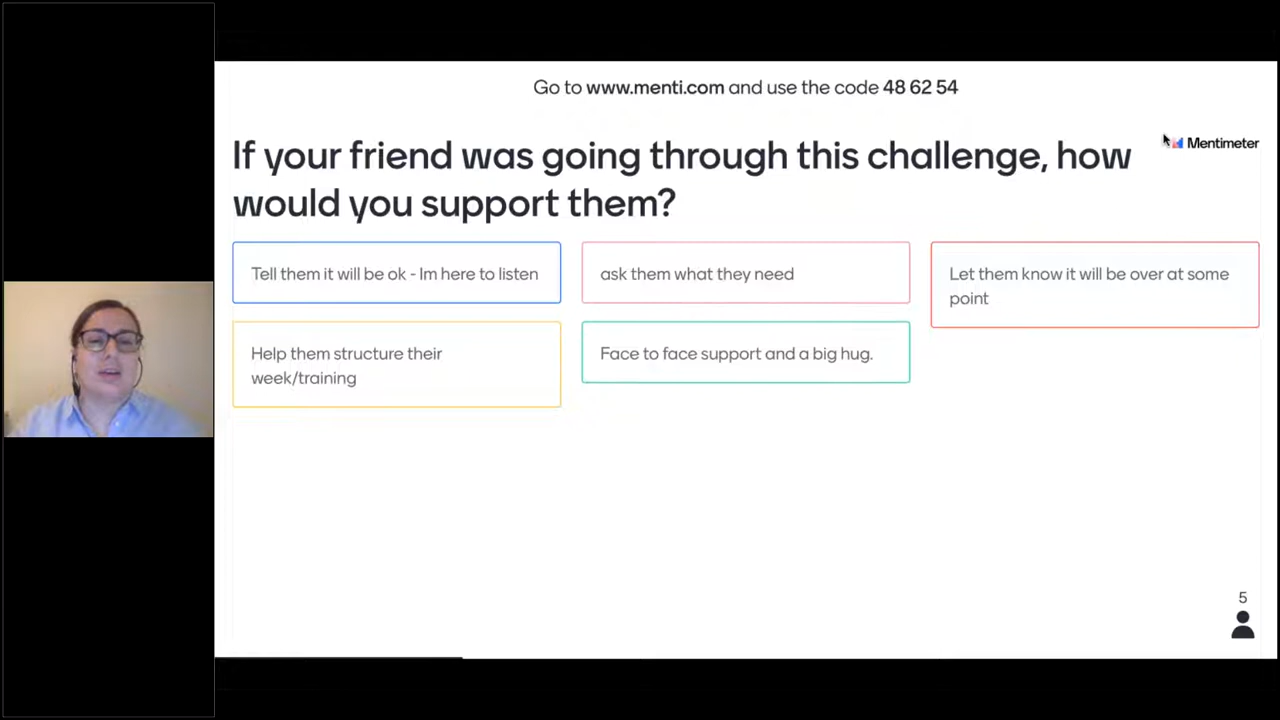 Go to www.menti.com and use the code 48 62 54
If your friend was going through this challenge, how
would you support them?
Mentimeter
Tell them it will be ok - Im here to listen
ask them what they need
Let them know it will be over at some
point
Help them structure their
week/training
Face to face support and a big hug.
5